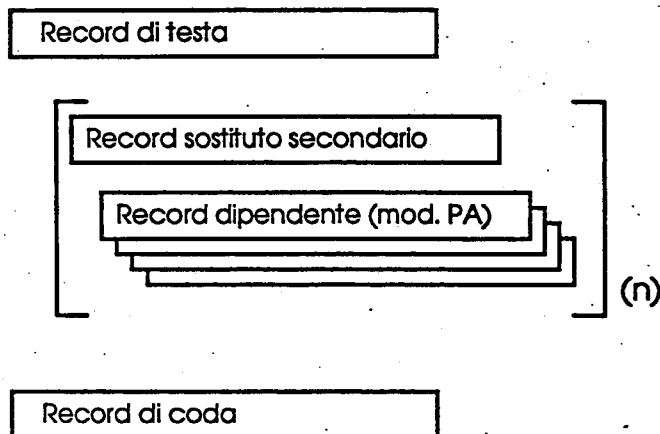 Record di testa
Record sostituto secondario
Record dipendente (mod. PA)
(n)
Record di coda